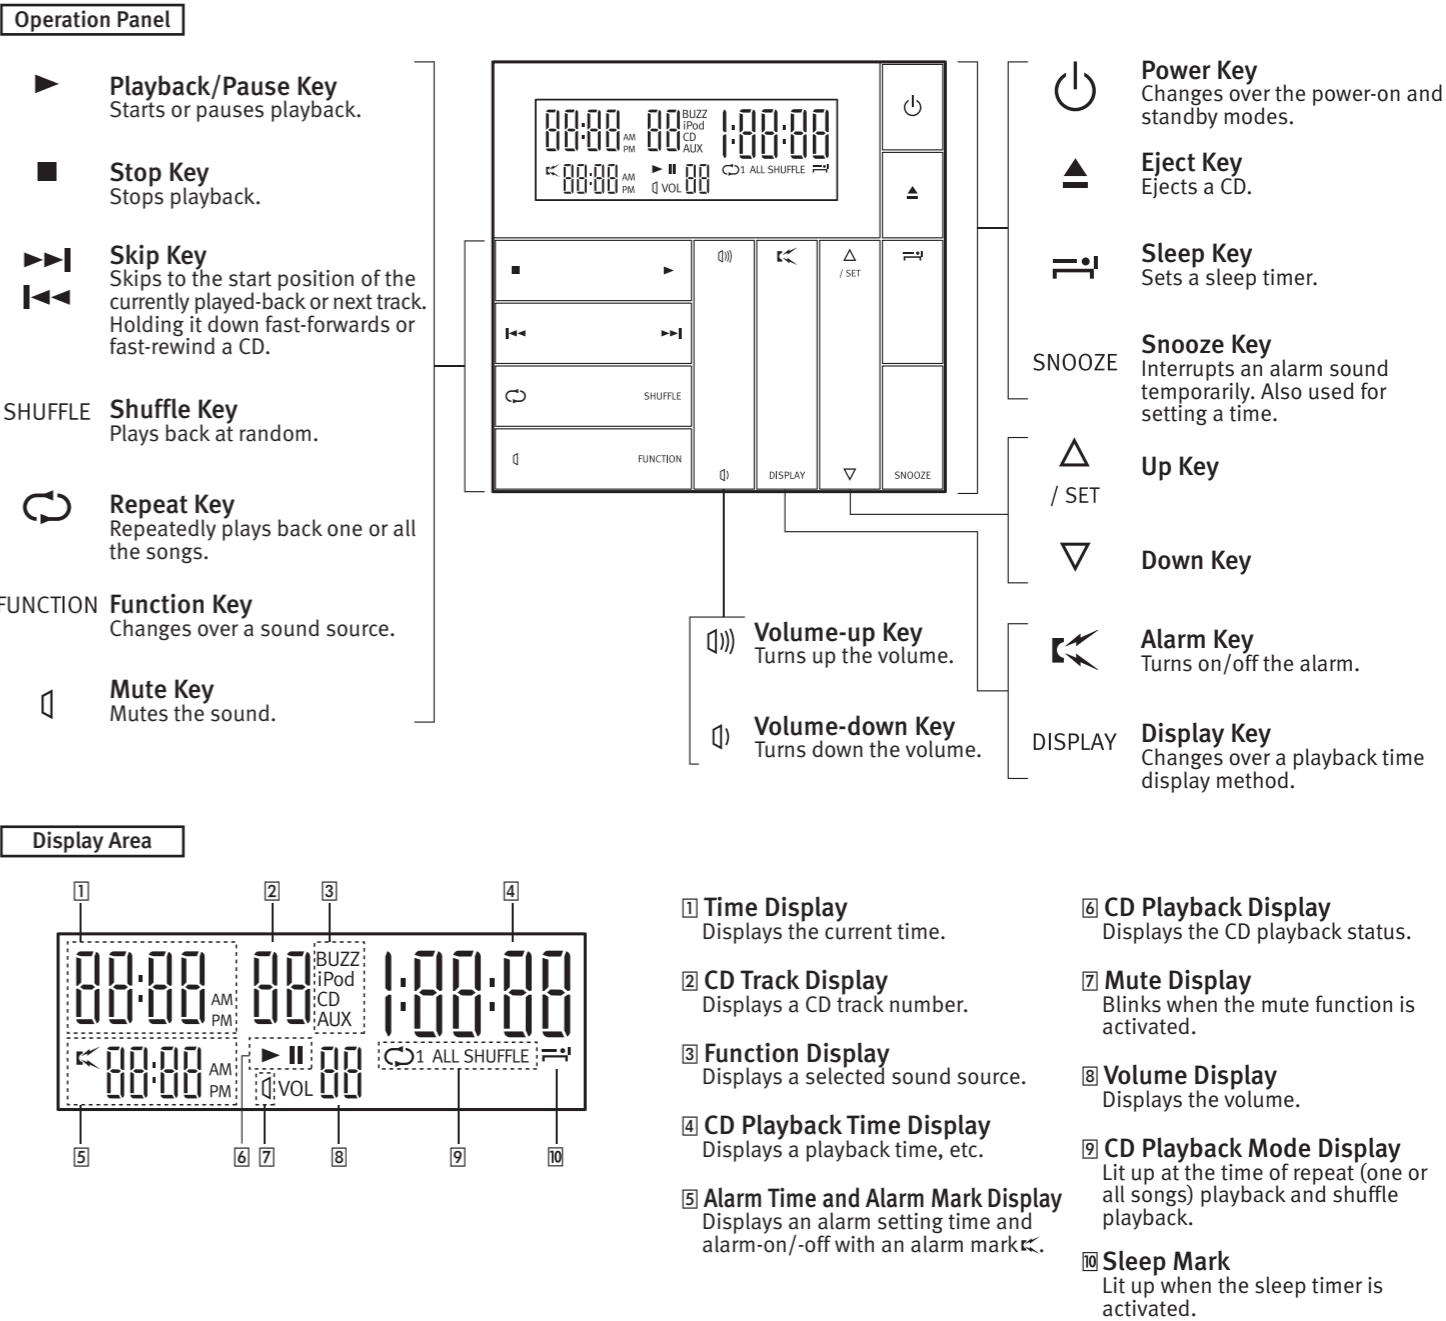 Operation Panel
Playback/Pause Key
Starts or pauses playback.
Stop Key
Stops playback.
Skip Key
Skips to the start position of the
currently played-back or next track.
Holding it down fast-forwards or
fast-rewind a CD.
SHUFFLE Shuffle Key
Plays back at random.
Repeat Key
Repeatedly plays back one or all
the songs.
FUNCTION Function Key
Changes over a sound source.
Mute Key
Mutes the sound.
88:88 AM PM
88
BUZZ
iPod
CD
AUX
1:88:88
88:88 AM PM
VOL 88
1 ALL SHUFFLE
/ SET
SHUFFLE
FUNCTION
DISPLAY
SNOOZE
Volume-up Key
Turns up the volume.
Volume-down Key
Turns down the volume.
Power Key
Changes over the power-on and
standby modes.
Eject Key
Ejects a CD.
Sleep Key
Sets a sleep timer.
SNOOZE Snooze Key
Interrupts an alarm sound
temporarily. Also used for
setting a time.
/ SET
Up Key
Down Key
Alarm Key
Turns on/off the alarm.
DISPLAY Display Key
Changes over a playback time
display method.
Display Area
1 2 3 4
88:88 AM PM
88
BUZZ
iPod
CD
AUX
1:88:88
88:88 AM PM
VOL 88
1 ALL SHUFFLE
5 6 7 8 9 10
1 Time Display
Displays the current time.
2 CD Track Display
Displays a CD track number.
3 Function Display
Displays a selected sound source.
4 CD Playback Time Display
Displays a playback time, etc.
5 Alarm Time and Alarm Mark Display
Displays an alarm setting time and
alarm-on/-off with an alarm mark .
6 CD Playback Display
Displays the CD playback status.
7 Mute Display
Blinks when the mute function is
activated.
8 Volume Display
Displays the volume.
9 CD Playback Mode Display
Lit up at the time of repeat (one or
all songs) playback and shuffle
playback.
10 Sleep Mark
Lit up when the sleep timer is
activated.